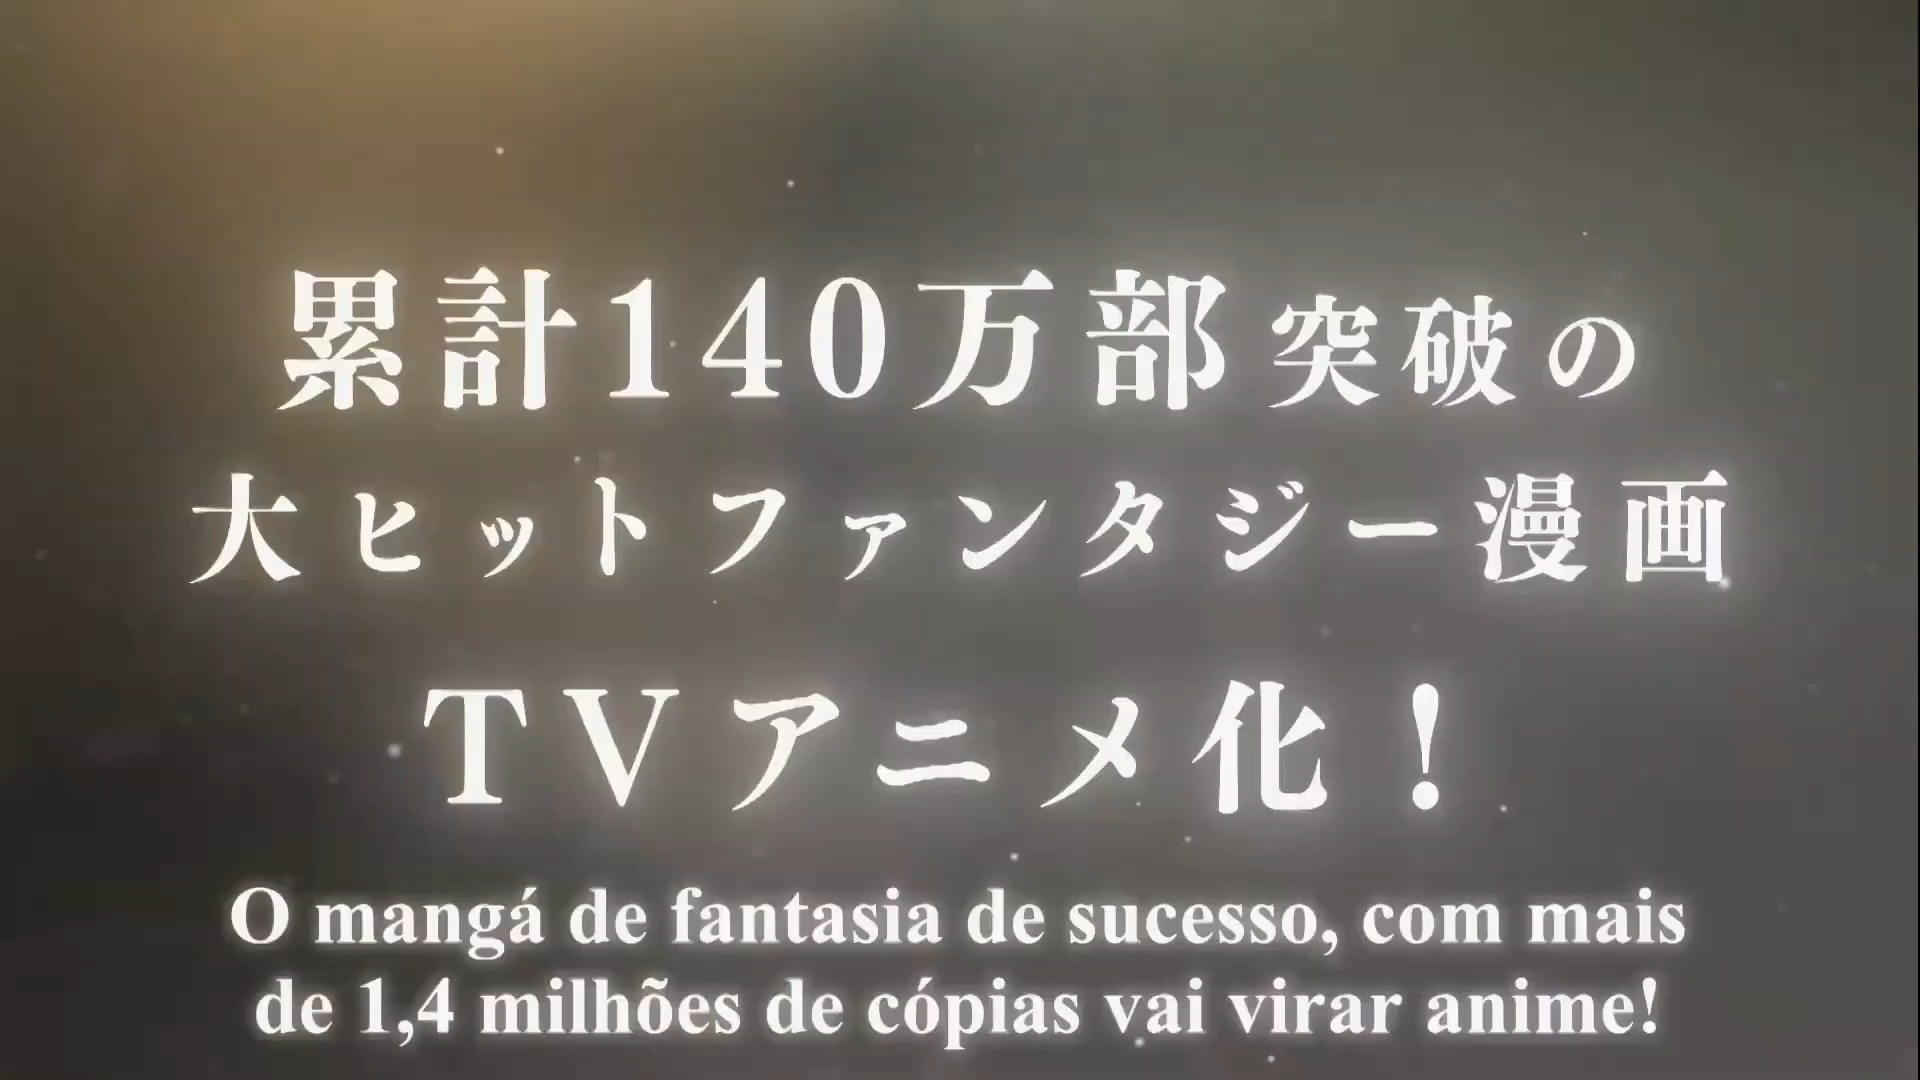 累計140万部突破の
大ヒットファンタジー漫画
TVアニメ化！
O mangá de fantasia de sucesso, com mais
de 1,4 milhões de cópias vai virar anime!